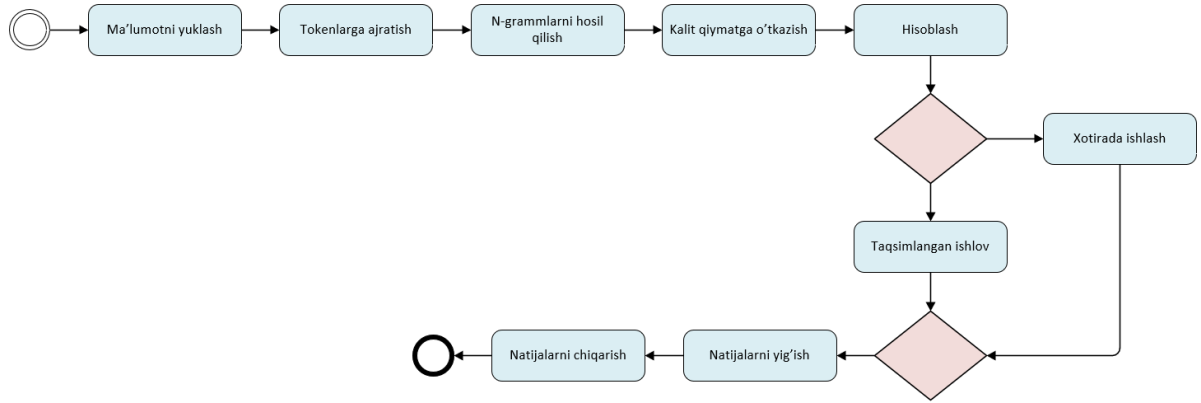 Ma’lumotni yuklash
Tokenlarga ajratish
N-grammlarni hosil
qilish
Kalit qiymatga o’tkazish
Hisoblash
Xotirada ishlash
Taqsimlangan ishlov
Natijalarni yig’ish
Natijalarni chiqarish